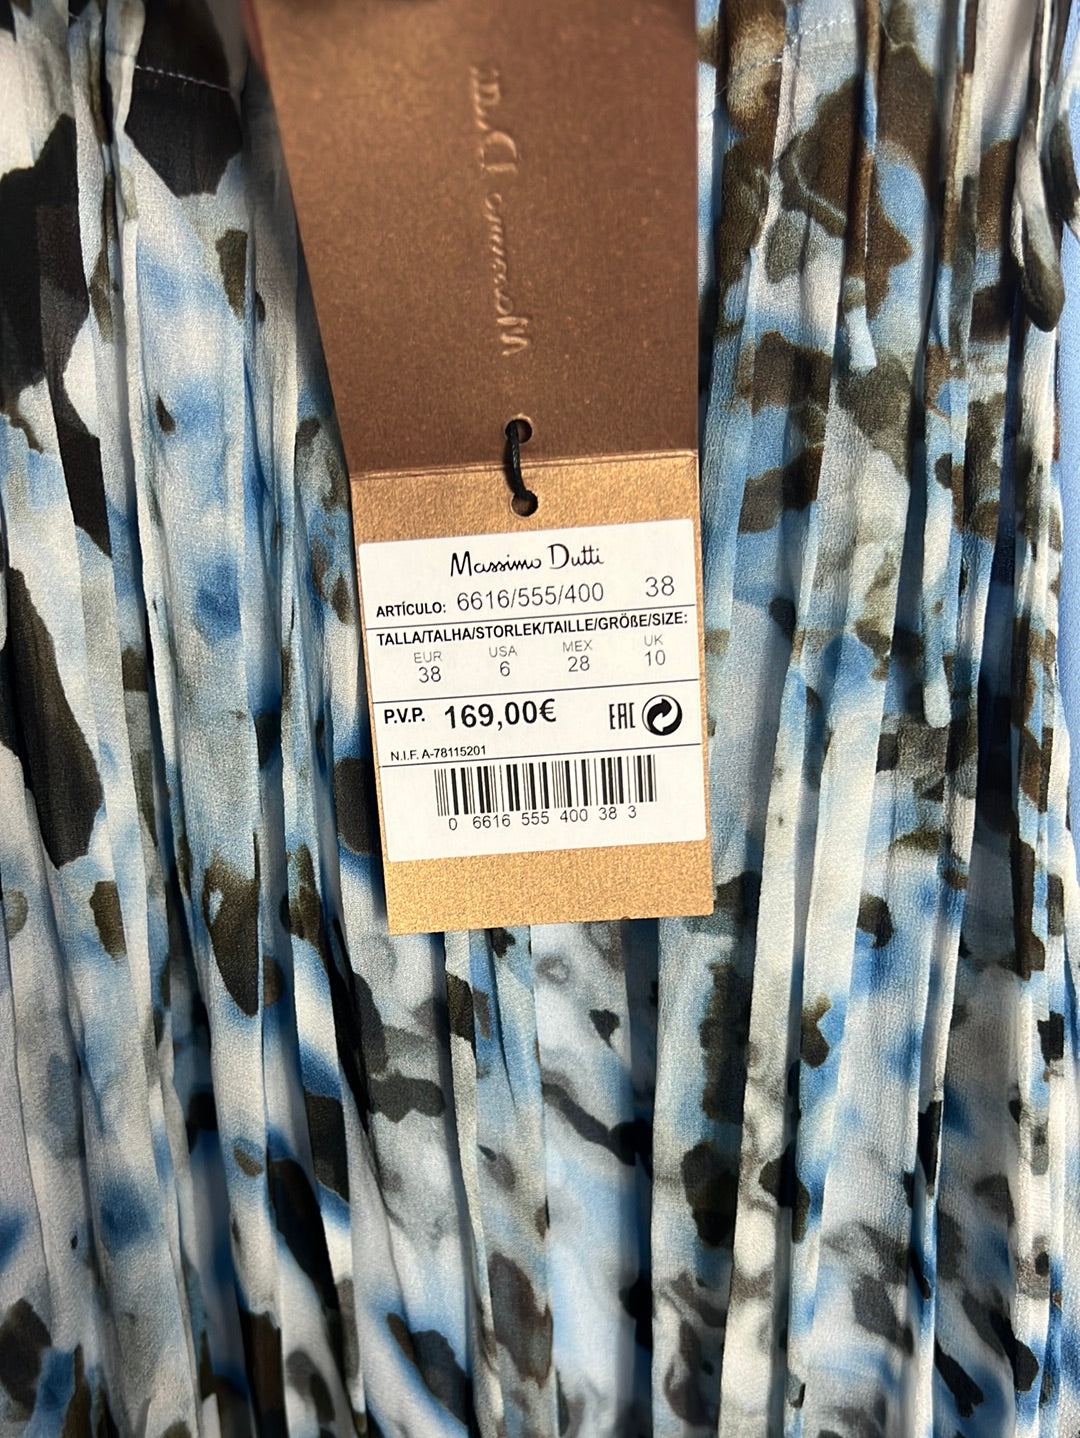 Massimo Dutti
Massimo Dutti
ARTÍCULO: 6616/555/400 38
TALLA/TALHA/STORLEK/TAILLE/GRÖßE/SIZE:
EUR USA MEX UK
38 6 28 10
P.V.P. 169,00€ EAC
N.I.F. A-78115201
0 6616 555 400 38 3